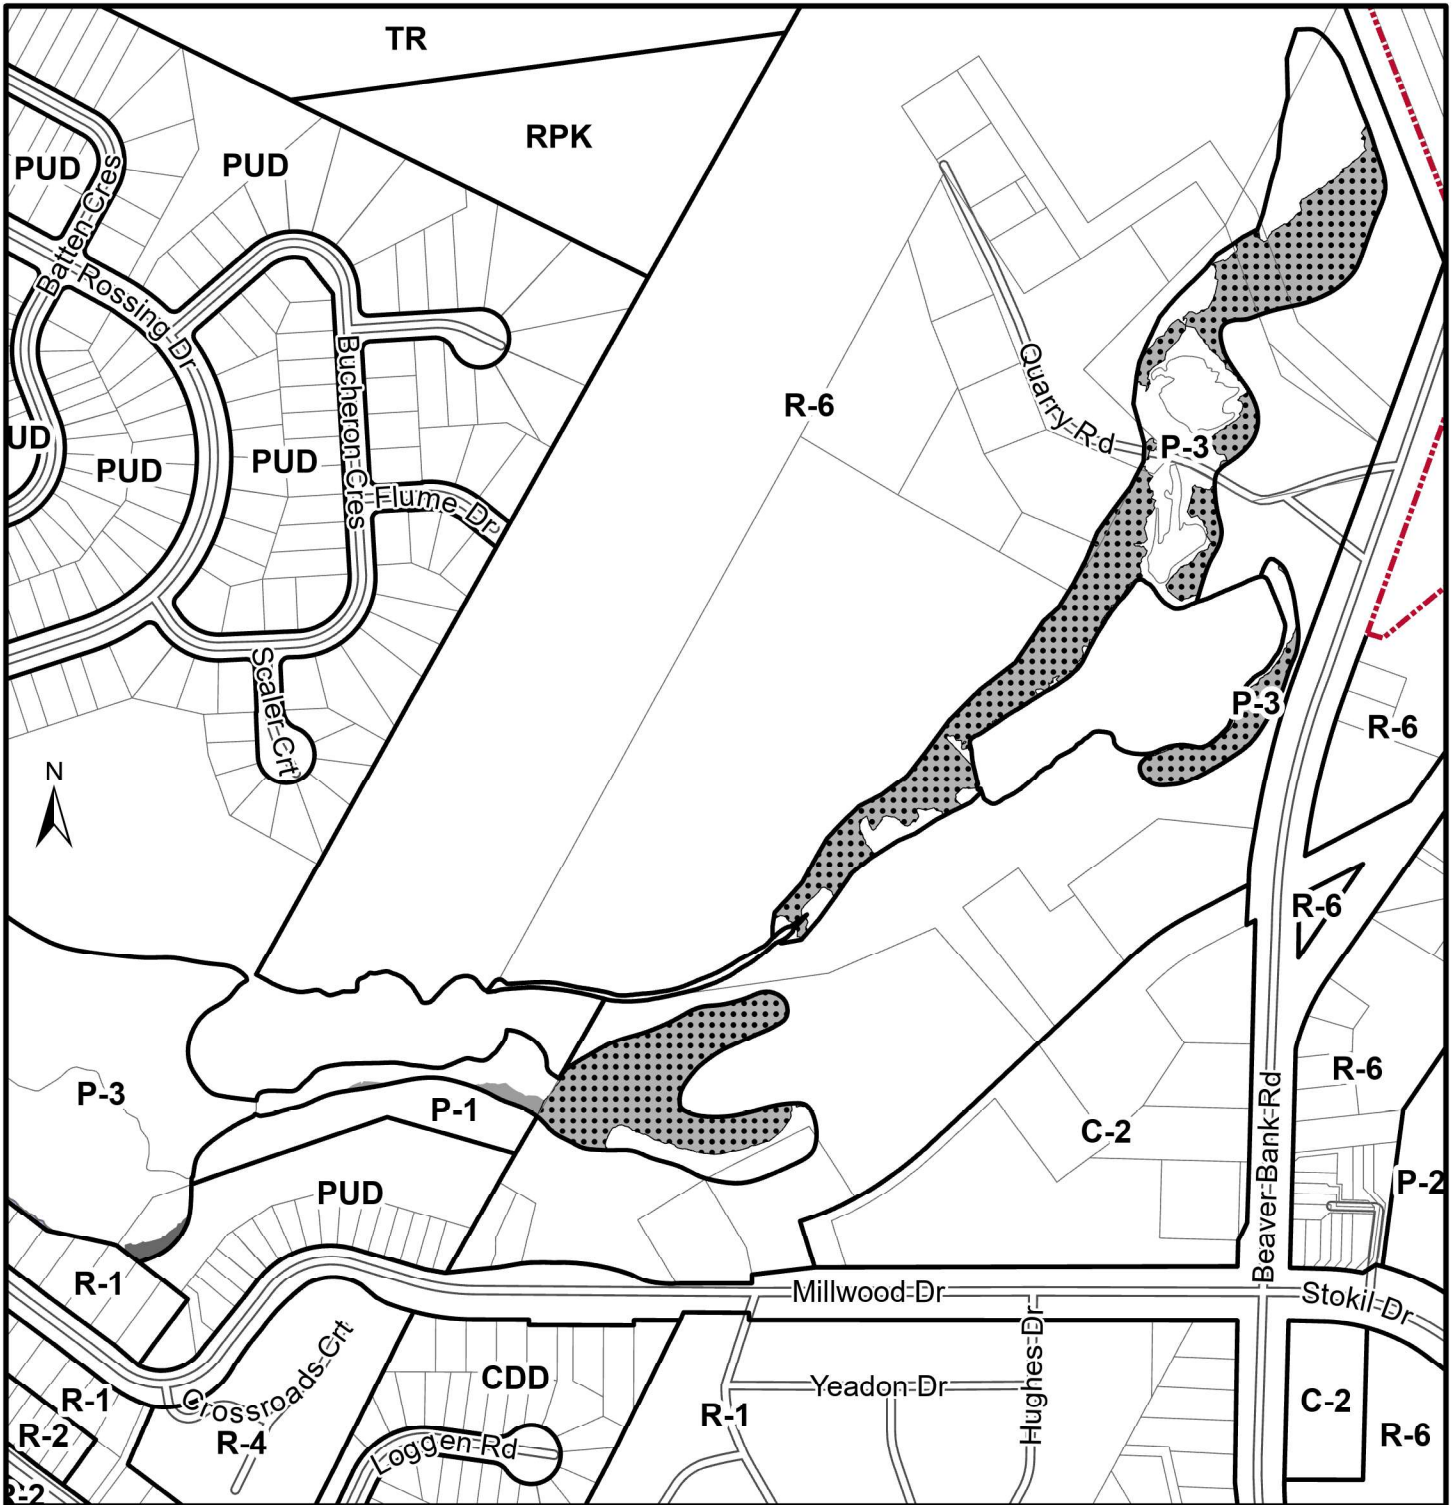 TR
RPK
PUD
PUD
Batten Cres
Rossing Dr
Bucheron Cres
Quarry Rd
R-6
P-3
UD
PUD
PUD
Flume Dr
Scaler Crt
P-3
R-6
N
R-6
P-3
P-1
R-6
C-2
Beaver Bank Rd
P-2
PUD
R-1
Millwood Dr
Stokil Dr
Hughes Dr
Crossroads Crt
CDD
Yeadon Dr
R-1
R-1
C-2
R-2
R-4
Loggen Rd
R-6
R-2